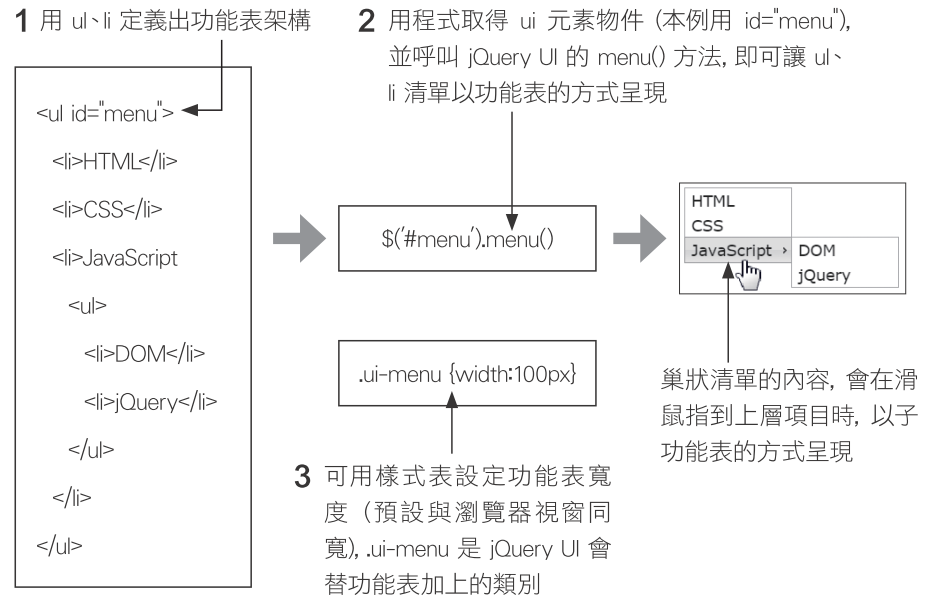 1 用 ul、li 定義出功能表架構
<ul id="menu">
<li>HTML</li>
<li>CSS</li>
<li>JavaScript
<ul>
<li>DOM</li>
<li>jQuery</li>
</ul>
</li>
</ul>
2 用程式取得 ui 元素物件 (本例用 id="menu"),
並呼叫 jQuery UI 的 menu() 方法, 即可讓 ul、
li 清單以功能表的方式呈現
$('#menu').menu()
.ui-menu {width:100px}
3 可用樣式表設定功能表寬
度 (預設與瀏覽器視窗同
寬), .ui-menu 是 jQuery UI 會
替功能表加上的類別
HTML
CSS
JavaScript ›
DOM
jQuery
巢狀清單的內容, 會在滑
鼠指到上層項目時, 以子
功能表的方式呈現